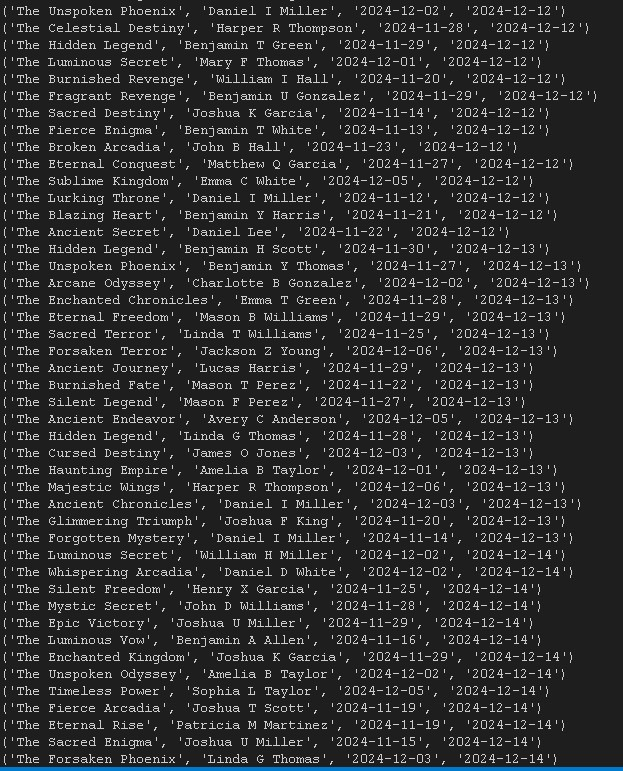 ('The Unspoken Phoenix', 'Daniel I Miller', '2024-12-02', '2024-12-12')
('The Celestial Destiny', 'Harper R Thompson', '2024-11-28', '2024-12-12')
('The Hidden Legend', 'Benjamin T Green', '2024-11-29', '2024-12-12')
('The Luminous Secret', 'Mary F Thomas', '2024-12-01', '2024-12-12')
('The Burnished Revenge', 'William I Hall', '2024-11-20', '2024-12-12')
('The Fragrant Revenge', 'Benjamin U Gonzalez', '2024-11-29', '2024-12-12')
('The Sacred Destiny', 'Joshua K Garcia', '2024-11-14', '2024-12-12')
('The Fierce Enigma', 'Benjamin T White', '2024-11-13', '2024-12-12')
('The Broken Arcadia', 'John B Hall', '2024-11-23', '2024-12-12')
('The Eternal Conquest', 'Matthew Q Garcia', '2024-11-27', '2024-12-12')
('The Sublime Kingdom', 'Emma C White', '2024-12-05', '2024-12-12')
('The Lurking Throne', 'Daniel I Miller', '2024-11-12', '2024-12-12')
('The Blazing Heart', 'Benjamin Y Harris', '2024-11-21', '2024-12-12')
('The Ancient Secret', 'Daniel Lee', '2024-11-22', '2024-12-12')
('The Hidden Legend', 'Benjamin H Scott', '2024-11-30', '2024-12-13')
('The Unspoken Phoenix', 'Benjamin Y Thomas', '2024-11-27', '2024-12-13')
('The Arcane Odyssey', 'Charlotte B Gonzalez', '2024-12-02', '2024-12-13')
('The Enchanted Chronicles', 'Emma T Green', '2024-11-28', '2024-12-13')
('The Eternal Freedom', 'Mason B Williams', '2024-11-29', '2024-12-13')
('The Sacred Terror', 'Linda T Williams', '2024-11-25', '2024-12-13')
('The Forsaken Terror', 'Jackson Z Young', '2024-12-06', '2024-12-13')
('The Ancient Journey', 'Lucas Harris', '2024-11-29', '2024-12-13')
('The Burnished Fate', 'Mason T Perez', '2024-11-22', '2024-12-13')
('The Silent Legend', 'Mason F Perez', '2024-11-27', '2024-12-13')
('The Ancient Endeavor', 'Avery C Anderson', '2024-12-05', '2024-12-13')
('The Hidden Legend', 'Linda G Thomas', '2024-11-28', '2024-12-13')
('The Cursed Destiny', 'James O Jones', '2024-12-03', '2024-12-13')
('The Haunting Empire', 'Amelia B Taylor', '2024-12-01', '2024-12-13')
('The Majestic Wings', 'Harper R Thompson', '2024-12-06', '2024-12-13')
('The Ancient Chronicles', 'Daniel I Miller', '2024-12-03', '2024-12-13')
('The Glimmering Triumph', 'Joshua F King', '2024-11-20', '2024-12-13')
('The Forgotten Mystery', 'Daniel I Miller', '2024-11-14', '2024-12-13')
('The Luminous Secret', 'William H Miller', '2024-12-02', '2024-12-14')
('The Whispering Arcadia', 'Daniel D White', '2024-12-02', '2024-12-14')
('The Silent Freedom', 'Henry X Garcia', '2024-11-25', '2024-12-14')
('The Mystic Secret', 'John D Williams', '2024-11-28', '2024-12-14')
('The Epic Victory', 'Joshua U Miller', '2024-11-29', '2024-12-14')
('The Luminous Vow', 'Benjamin A Allen', '2024-11-16', '2024-12-14')
('The Enchanted Kingdom', 'Joshua K Garcia', '2024-11-29', '2024-12-14')
('The Unspoken Odyssey', 'Amelia B Taylor', '2024-12-02', '2024-12-14')
('The Timeless Power', 'Sophia L Taylor', '2024-12-05', '2024-12-14')
('The Fierce Arcadia', 'Joshua T Scott', '2024-11-19', '2024-12-14')
('The Eternal Rise', 'Patricia M Martinez', '2024-11-19', '2024-12-14')
('The Sacred Enigma', 'Joshua U Miller', '2024-11-15', '2024-12-14')
('The Forsaken Phoenix', 'Linda G Thomas', '2024-12-03', '2024-12-14')